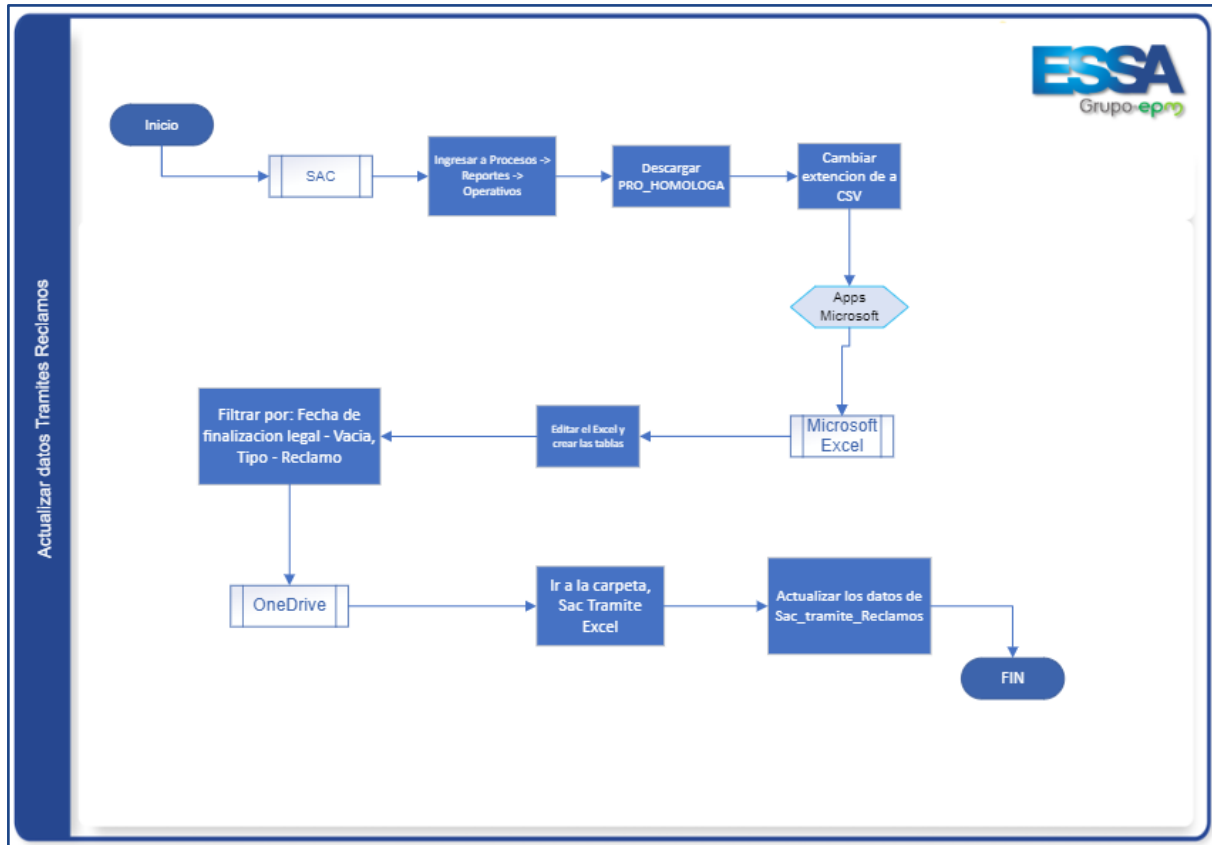 ESSA
Grupo·epm
Actualizar datos Tramites Reclamos
Inicio
SAC
Ingresar a Procesos ->
Reportes ->
Operativos
Descargar
PRO_HOMOLOGA
Cambiar
extencion de a
CSV
Apps
Microsoft
Microsoft
Excel
Editar el Excel y
crear las tablas
Filtrar por: Fecha de
finalizacion legal - Vacia,
Tipo - Reclamo
OneDrive
Ir a la carpeta,
Sac Tramite
Excel
Actualizar los datos de
Sac_tramite_Reclamos
FIN